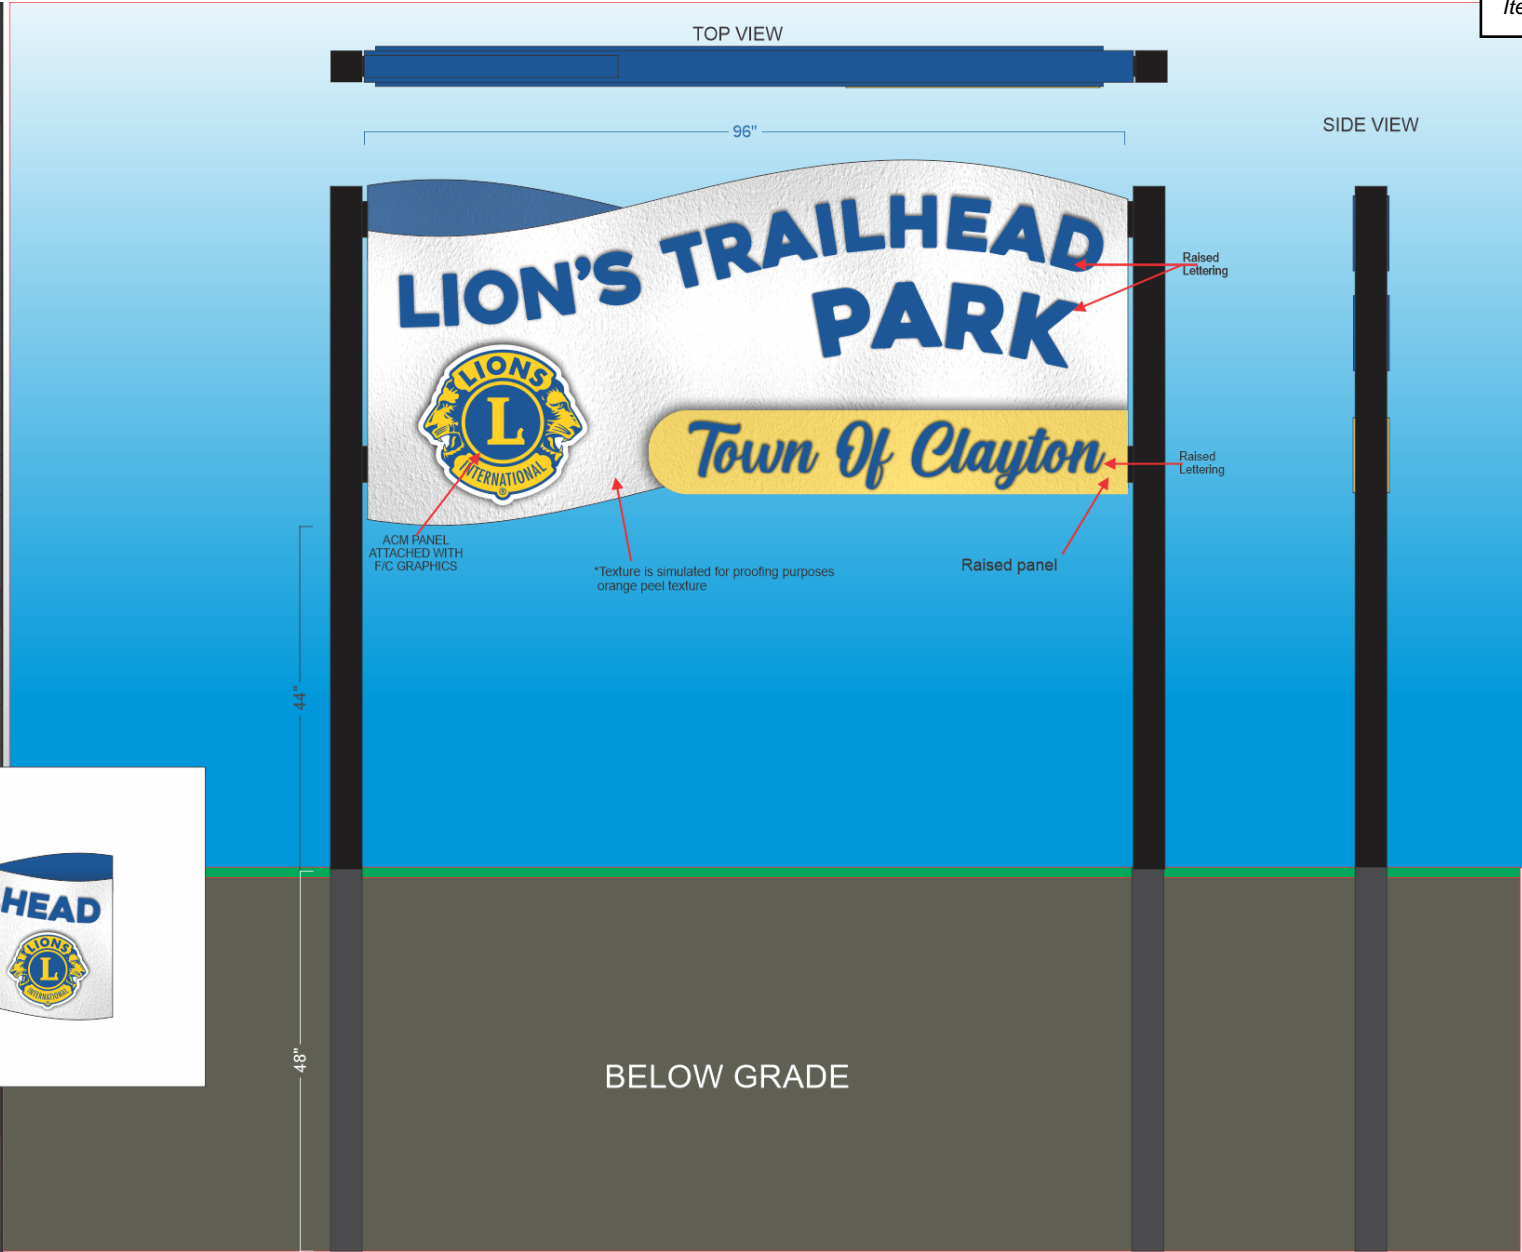 Ite
TOP VIEW
SIDE VIEW
96"
LION'S TRAILHEAD
PARK
Raised
Lettering
LIONS
L
INTERNATIONAL
®
Town Of Clayton
Raised
Lettering
ACM PANEL
ATTACHED WITH
F/C GRAPHICS
*Texture is simulated for proofing purposes
orange peel texture
Raised panel
44"
HEAD
LIONS
L
INTERNATIONAL
48"
BELOW GRADE